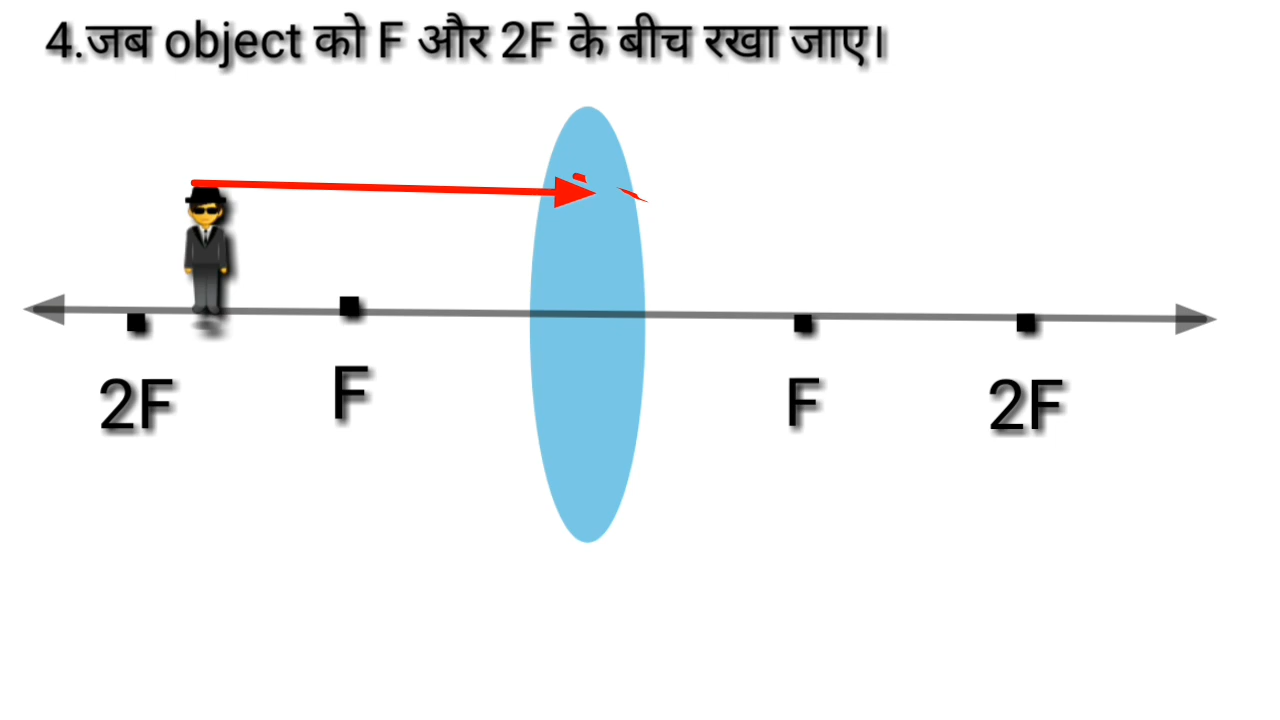 4.जब object को F और 2F के बीच रखा जाए।
2F F F 2F